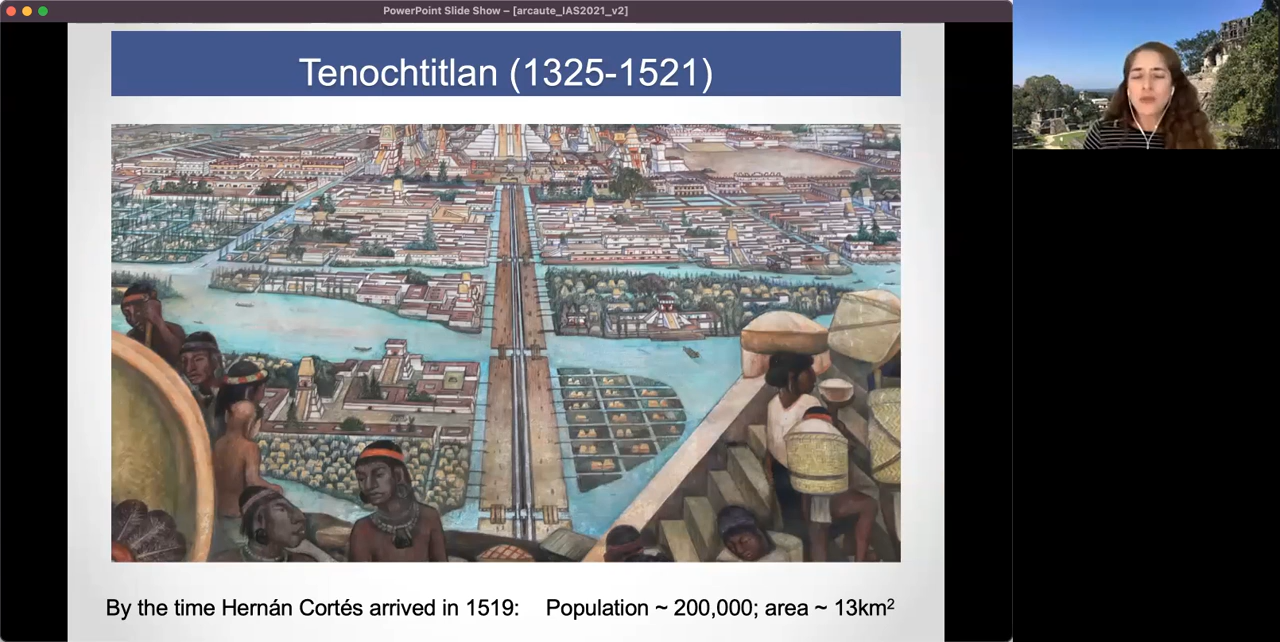 PowerPoint Slide Show – [arcaute_IAS2021_v2]
Tenochtitlan (1325-1521)
By the time Hernán Cortés arrived in 1519: Population ~ 200,000; area ~ 13km²